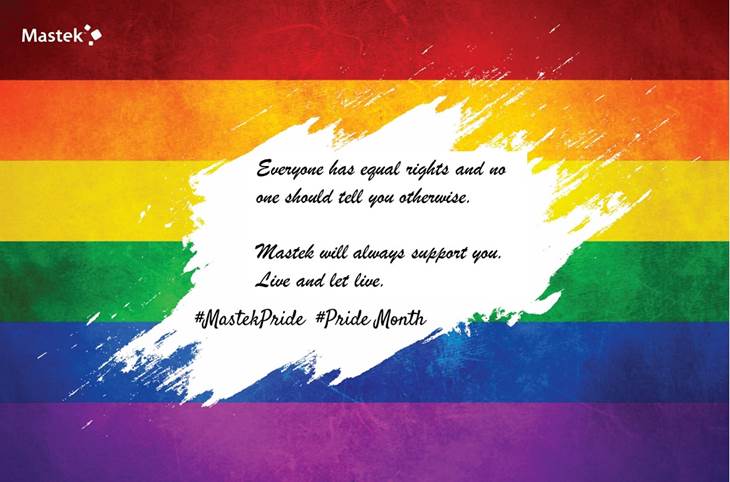 Mastek
Everyone has equal rights and no
one should tell you otherwise.
Mastek will always support you.
Live and let live.
#MastekPride #Pride Month